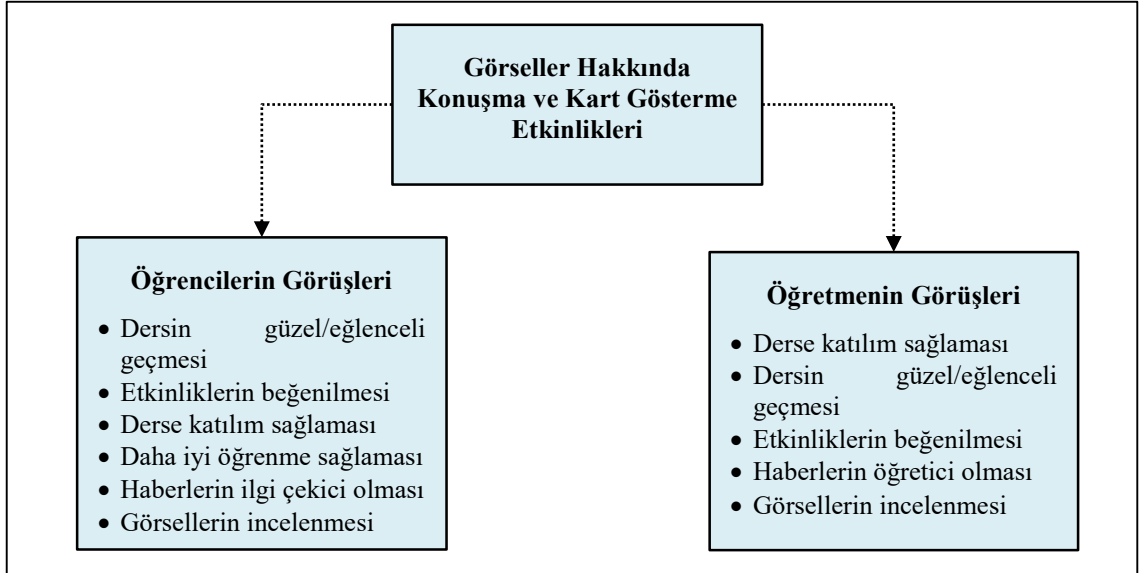 Görseller Hakkında
Konuşma ve Kart Gösterme
Etkinlikleri
Öğrencilerin Görüşleri
• Dersin güzel/eğlenceli
geçmesi
• Etkinliklerin beğenilmesi
• Derse katılım sağlaması
• Daha iyi öğrenme sağlaması
• Haberlerin ilgi çekici olması
• Görsellerin incelenmesi
Öğretmenin Görüşleri
• Derse katılım sağlaması
• Dersin güzel/eğlenceli
geçmesi
• Etkinliklerin beğenilmesi
• Haberlerin öğretici olması
• Görsellerin incelenmesi